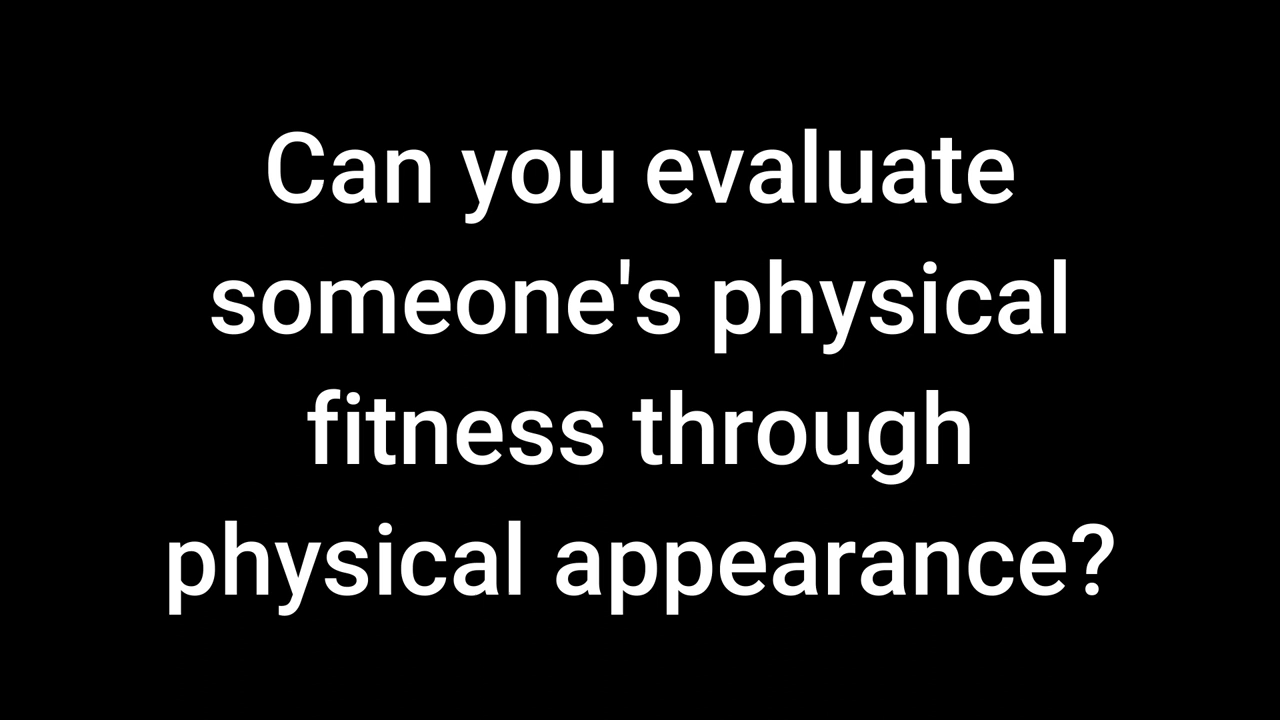 Can you evaluate
someone's physical
fitness through
physical appearance?